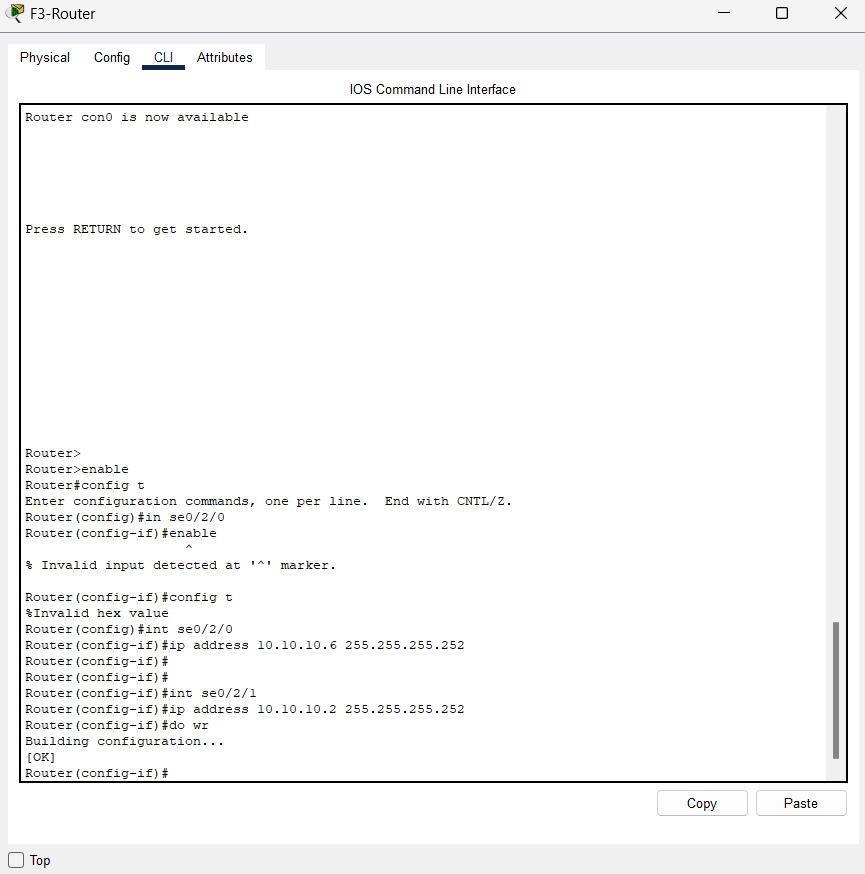 F3-Router
Physical Config CLI Attributes
IOS Command Line Interface
Router con0 is now available
Press RETURN to get started.
Router>
Router>enable
Router#config t
Enter configuration commands, one per line.  End with CNTL/Z.
Router(config)#in se0/2/0
Router(config-if)#enable
^
% Invalid input detected at '^' marker.
Router(config-if)#config t
%Invalid hex value
Router(config)#int se0/2/0
Router(config-if)#ip address 10.10.10.6 255.255.255.252
Router(config-if)#
Router(config-if)#
Router(config-if)#int se0/2/1
Router(config-if)#ip address 10.10.10.2 255.255.255.252
Router(config-if)#do wr
Building configuration...
[OK]
Router(config-if)#
Copy Paste
Top